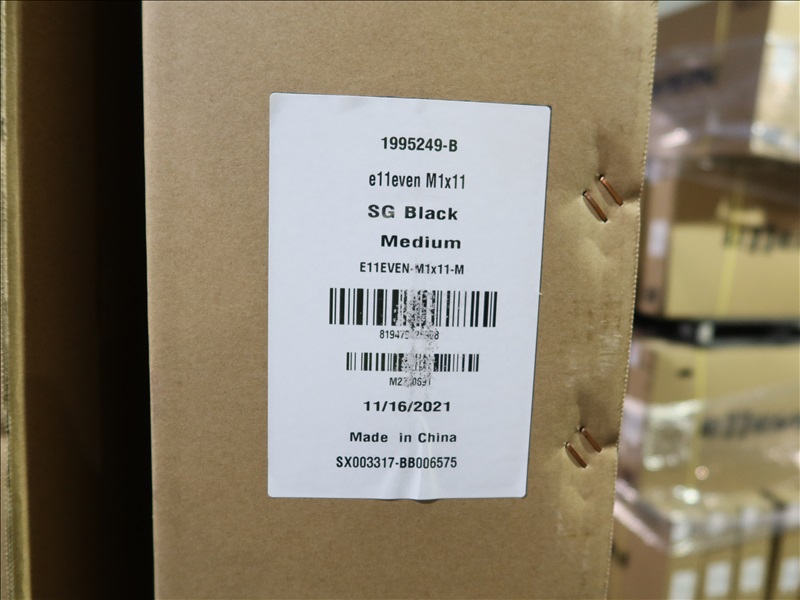 1995249-B
e11even M1x11
SG Black
Medium
E11EVEN-M1x11-M
11/16/2021
Made in China
SX003317-BB006575